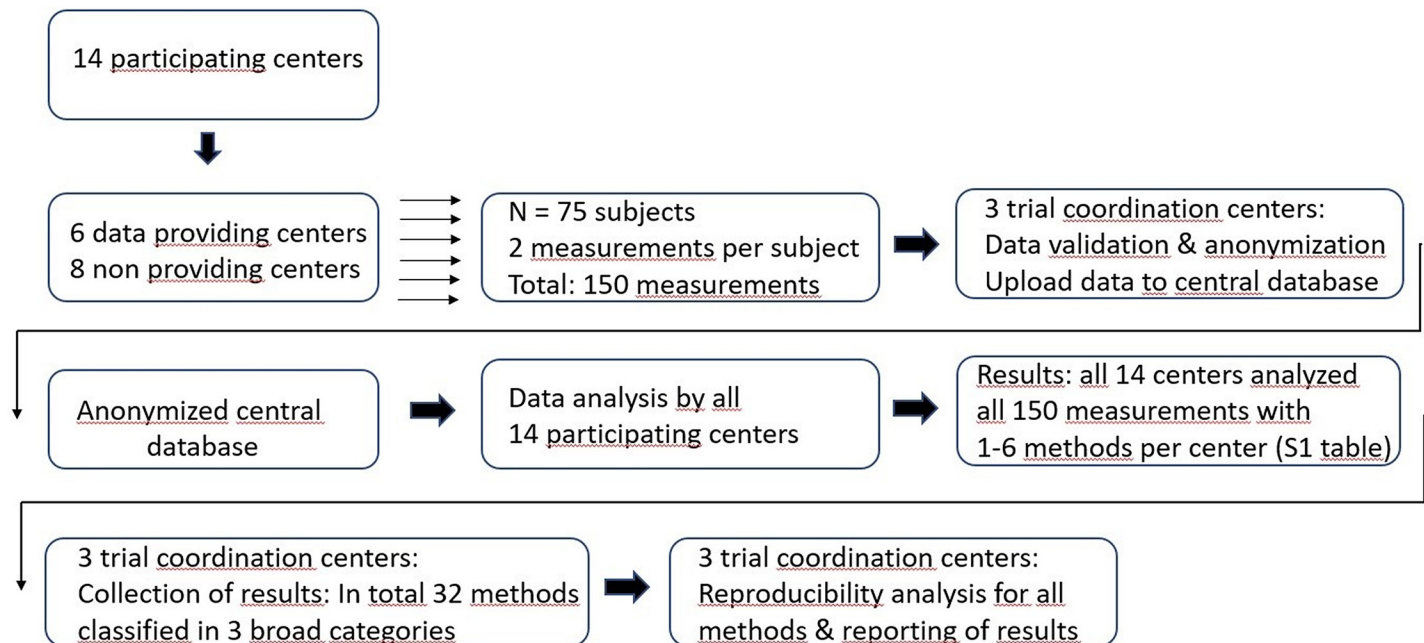 14 participating centers
6 data providing centers
8 non providing centers
N = 75 subjects
2 measurements per subject
Total: 150 measurements
3 trial coordination centers:
Data validation & anonymization
Upload data to central database
Anonymized central
database
Data analysis by all
14 participating centers
Results: all 14 centers analyzed
all 150 measurements with
1-6 methods per center (S1 table)
3 trial coordination centers:
Collection of results: In total 32 methods
classified in 3 broad categories
3 trial coordination centers:
Reproducibility analysis for all
methods & reporting of results